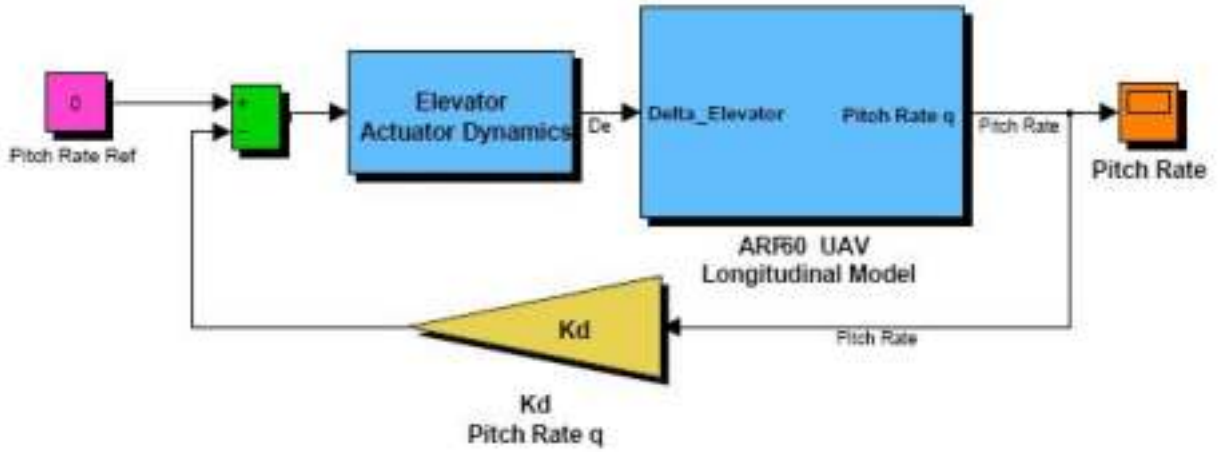 0
Pitch Rate Ref
+
−
Elevator
Actuator Dynamics
De
Delta_Elevator
Pitch Rate q
Pitch Rate
Pitch Rate
ARF60 UAV
Longitudinal Model
Kd
Pitch Rate
Kd
Pitch Rate q